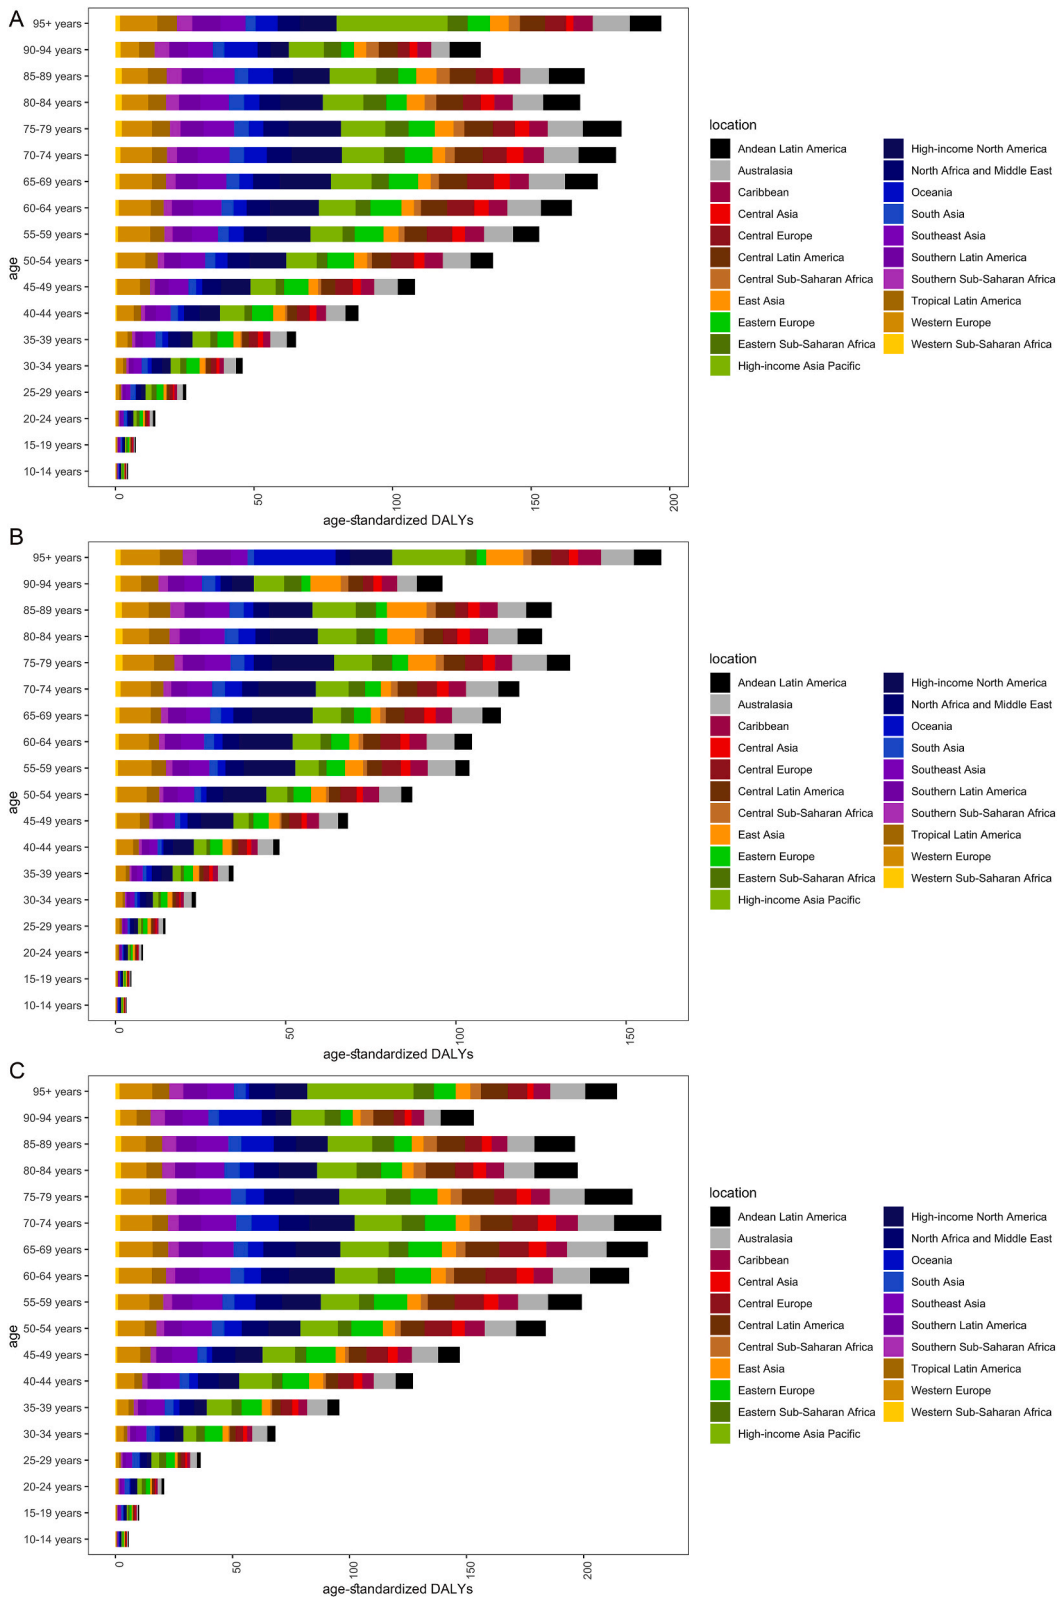 A
95+ years
90-94 years
85-89 years
80-84 years
75-79 years
70-74 years
65-69 years
60-64 years
55-59 years
50-54 years
45-49 years
40-44 years
35-39 years
30-34 years
25-29 years
20-24 years
15-19 years
10-14 years
age
0
50
100
150
200
age-standardized DALYs
location
Andean Latin America
Australasia
Caribbean
Central Asia
Central Europe
Central Latin America
Central Sub-Saharan Africa
East Asia
Eastern Europe
Eastern Sub-Saharan Africa
High-income Asia Pacific
High-income North America
North Africa and Middle East
Oceania
South Asia
Southeast Asia
Southern Latin America
Southern Sub-Saharan Africa
Tropical Latin America
Western Europe
Western Sub-Saharan Africa
B
95+ years
90-94 years
85-89 years
80-84 years
75-79 years
70-74 years
65-69 years
60-64 years
55-59 years
50-54 years
45-49 years
40-44 years
35-39 years
30-34 years
25-29 years
20-24 years
15-19 years
10-14 years
age
0
50
100
150
age-standardized DALYs
location
Andean Latin America
Australasia
Caribbean
Central Asia
Central Europe
Central Latin America
Central Sub-Saharan Africa
East Asia
Eastern Europe
Eastern Sub-Saharan Africa
High-income Asia Pacific
High-income North America
North Africa and Middle East
Oceania
South Asia
Southeast Asia
Southern Latin America
Southern Sub-Saharan Africa
Tropical Latin America
Western Europe
Western Sub-Saharan Africa
C
95+ years
90-94 years
85-89 years
80-84 years
75-79 years
70-74 years
65-69 years
60-64 years
55-59 years
50-54 years
45-49 years
40-44 years
35-39 years
30-34 years
25-29 years
20-24 years
15-19 years
10-14 years
age
0
50
100
150
200
age-standardized DALYs
location
Andean Latin America
Australasia
Caribbean
Central Asia
Central Europe
Central Latin America
Central Sub-Saharan Africa
East Asia
Eastern Europe
Eastern Sub-Saharan Africa
High-income Asia Pacific
High-income North America
North Africa and Middle East
Oceania
South Asia
Southeast Asia
Southern Latin America
Southern Sub-Saharan Africa
Tropical Latin America
Western Europe
Western Sub-Saharan Africa